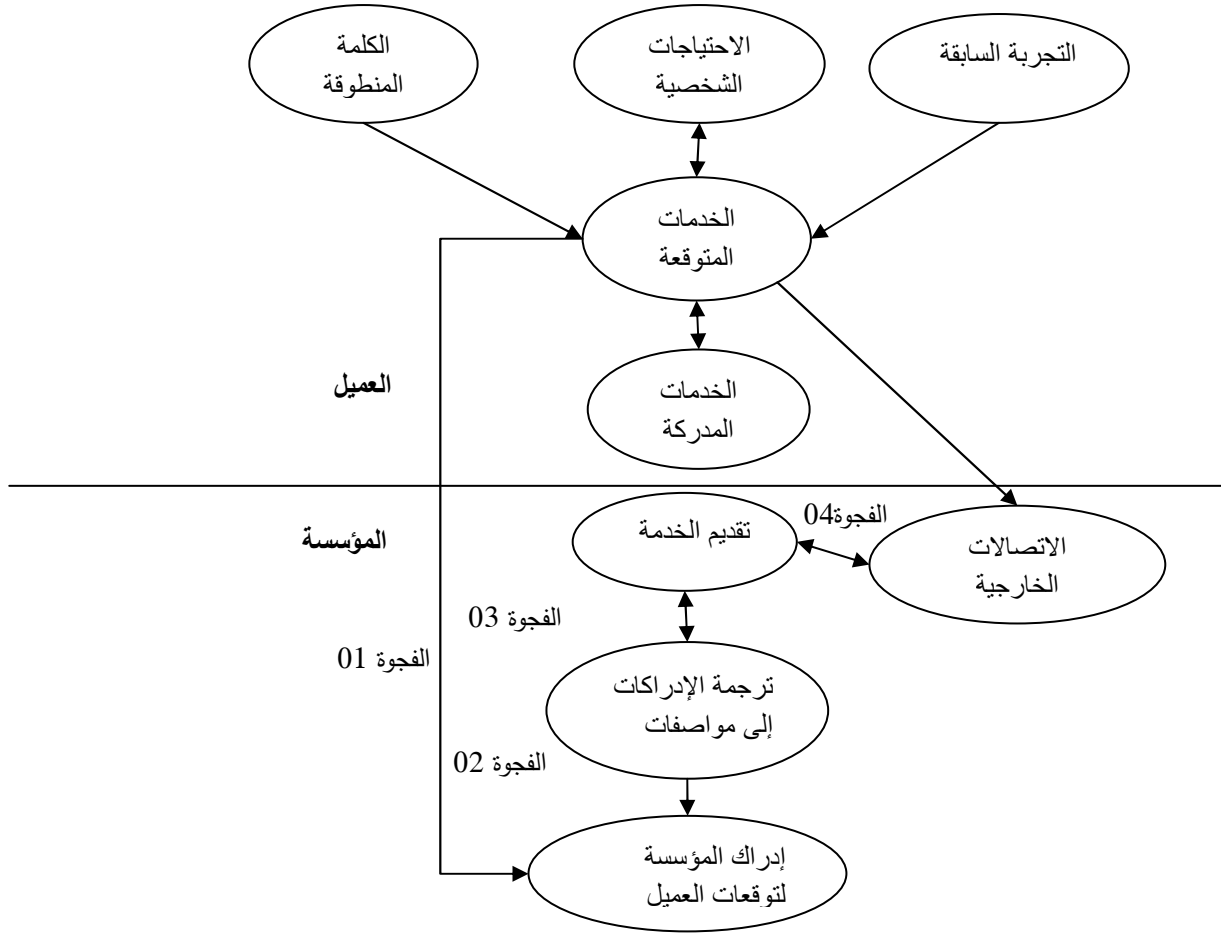 التجربة السابقة
الاحتياجات
الشخصية
الكلمة
المنطوقة
الخدمات
المتوقعة
الخدمات
المدركة
العميل
المؤسسة
تقديم الخدمة
الفجوة04
الاتصالات
الخارجية
الفجوة 03
الفجوة 01
ترجمة الإدراكات
إلى مواصفات
الفجوة 02
إدراك المؤسسة
لتوقعات العميل